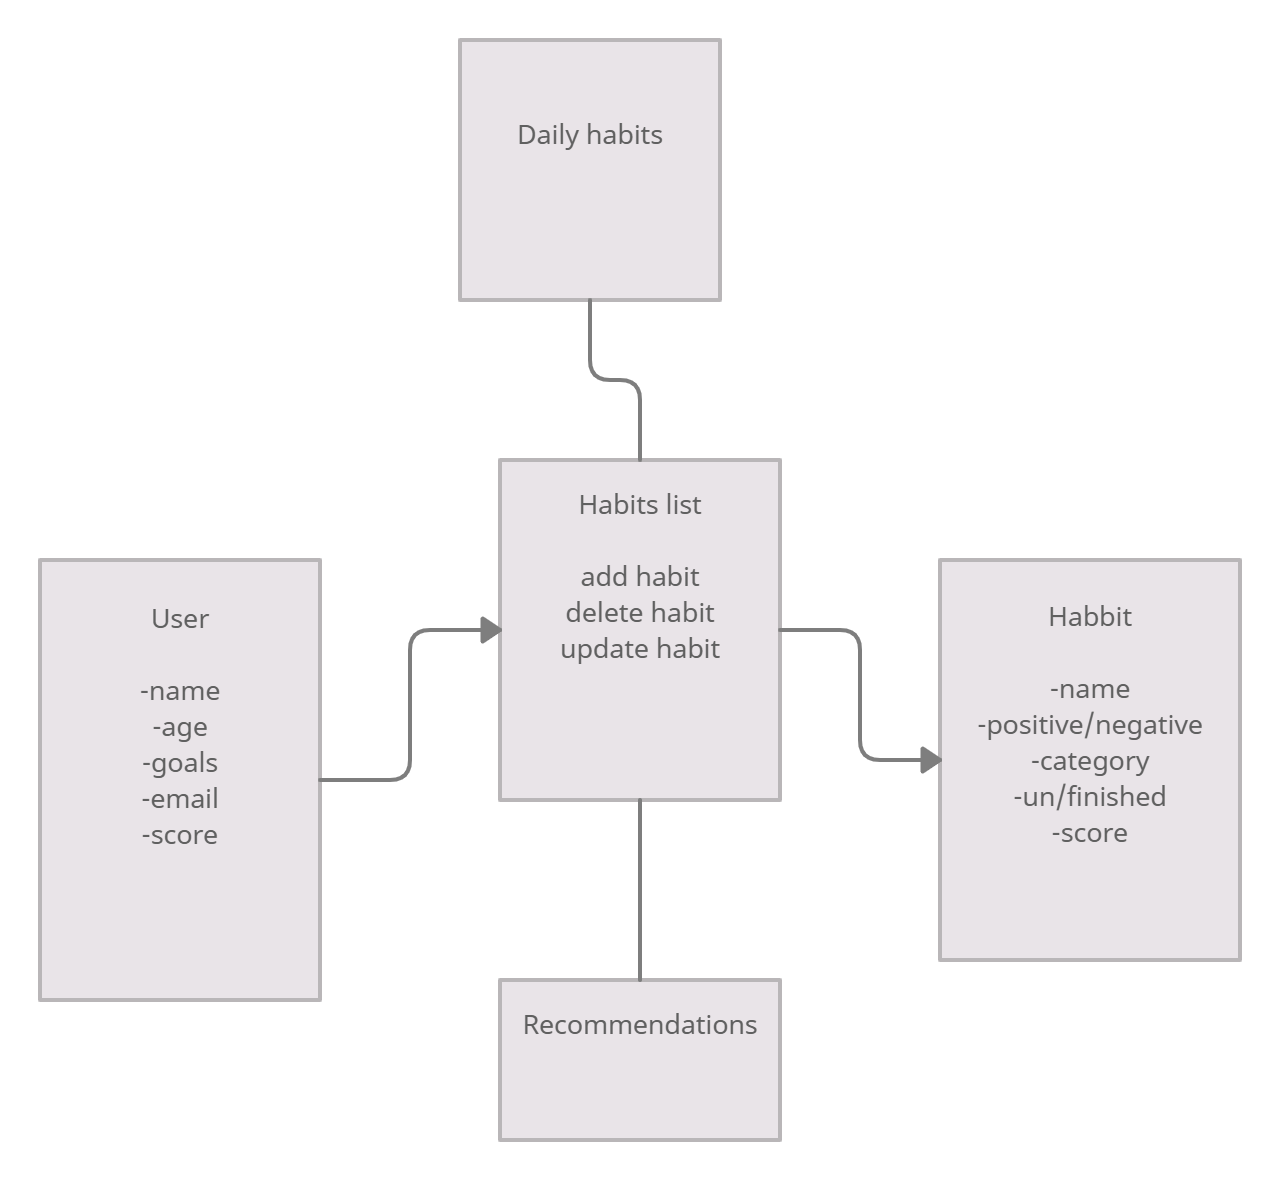 Daily habits
Habits list
add habit
delete habit
update habit
User
-name
-age
-goals
-email
-score
Habbit
-name
-positive/negative
-category
-un/finished
-score
Recommendations